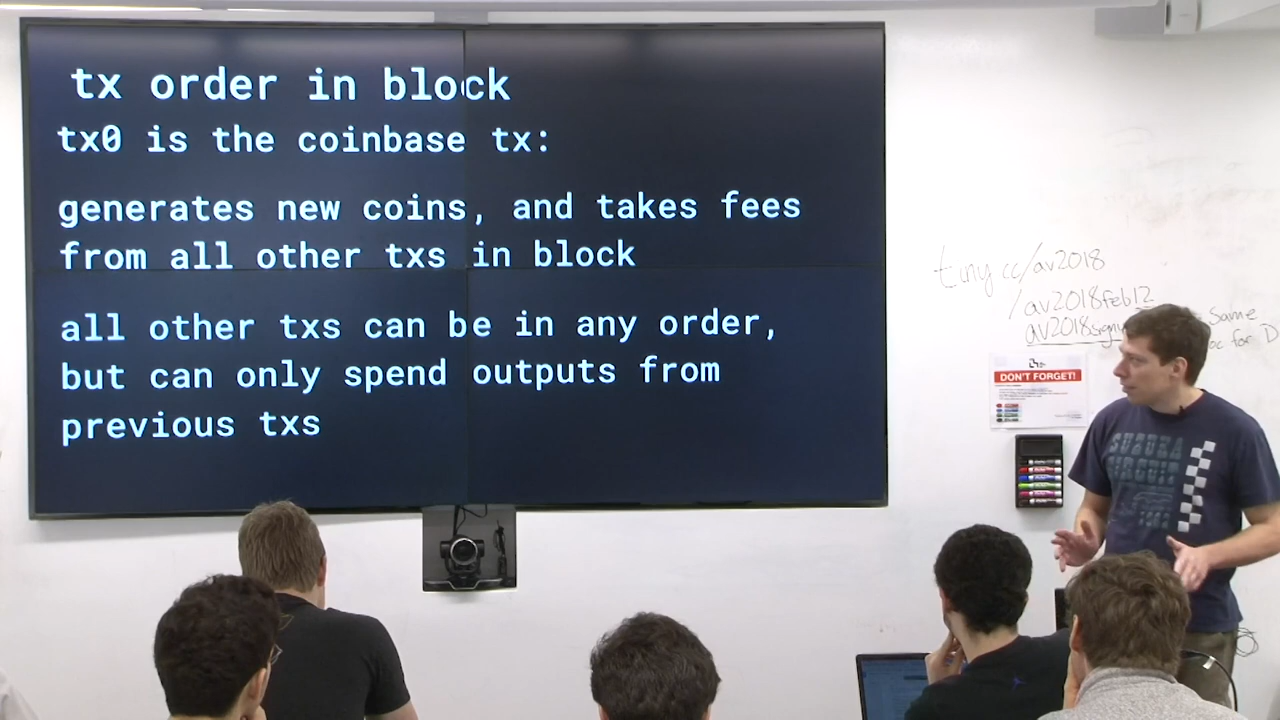 tx order in block
tx0 is the coinbase tx:
generates new coins, and takes fees
from all other txs in block
all other txs can be in any order,
but can only spend outputs from
previous txs
tiny.cc/av2018
/av2018feb12
Same
for D
DON'T FORGET!